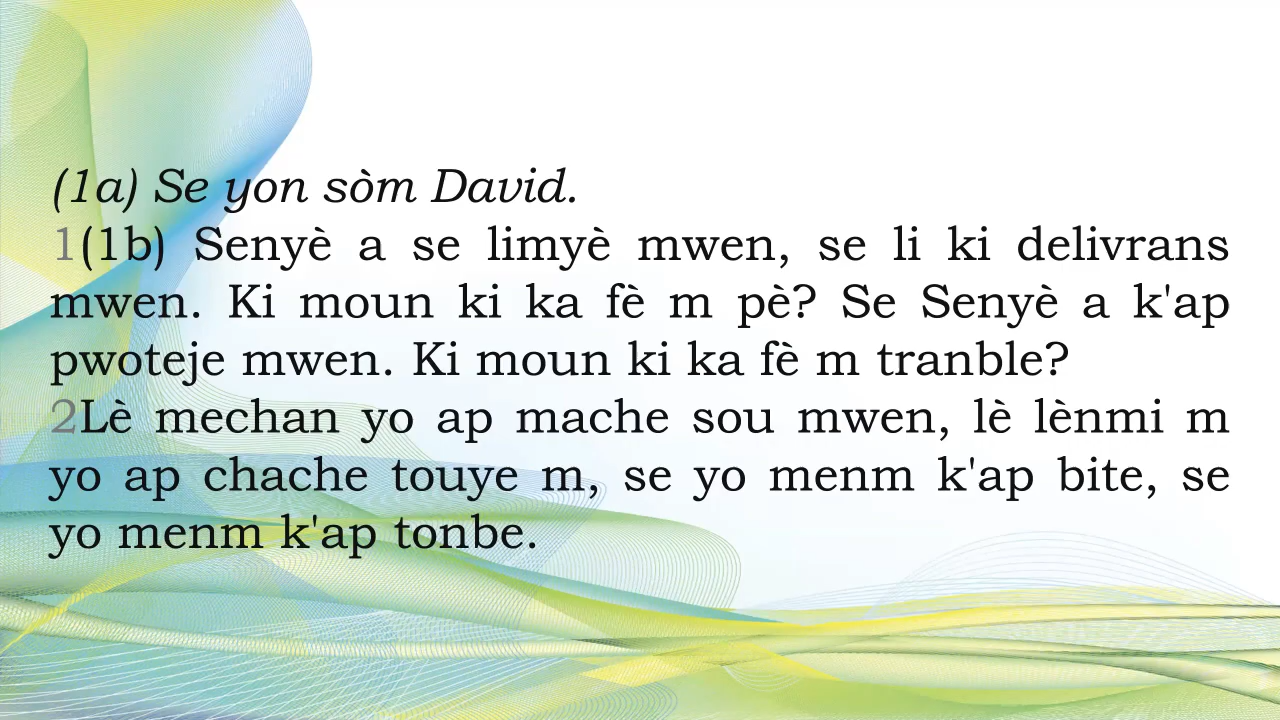 (1a) Se yon sòm David.
1(1b) Senyè a se limyè mwen, se li ki delivrans
mwen. Ki moun ki ka fè m pè? Se Senyè a k'ap
pwoteje mwen. Ki moun ki ka fè m tranble?
2Lè mechan yo ap mache sou mwen, lè lènmi m
yo ap chache touye m, se yo menm k'ap bite, se
yo menm k'ap tonbe.